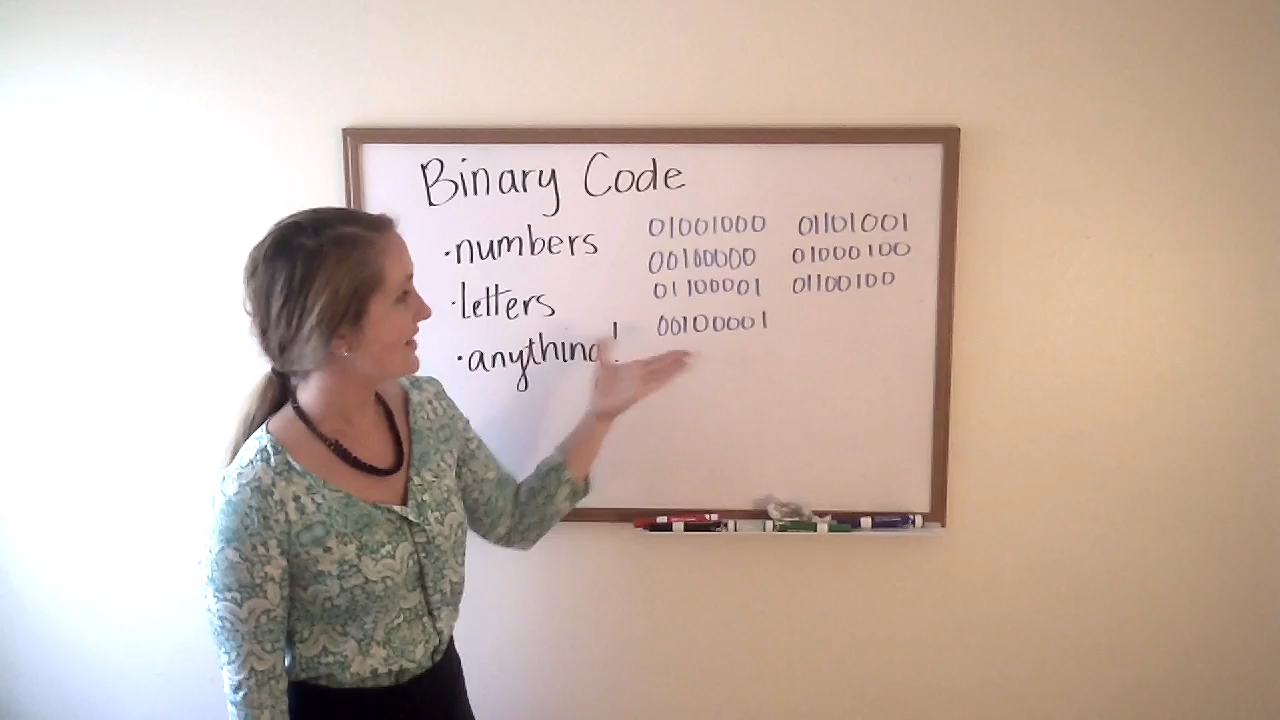 Binary Code
·numbers
·letters
·anything!
01001000 01101001
00100000 01000100
01100001 01100100
00100001